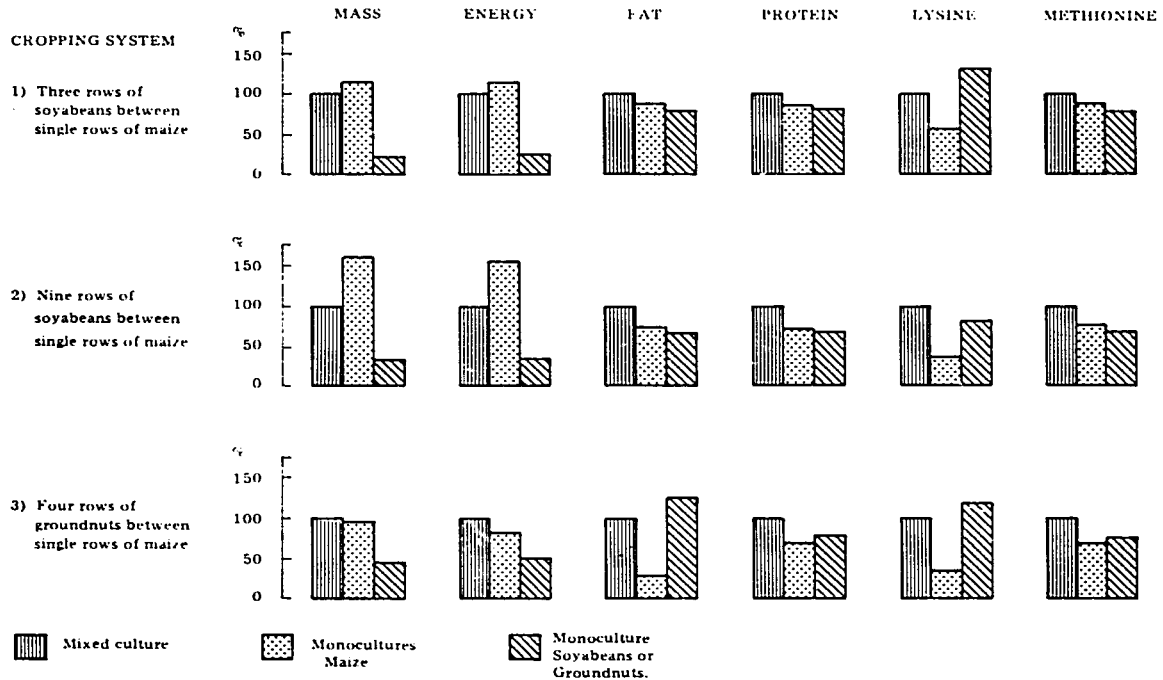 MASS ENERGY FAT PROTEIN LYSINE METHIONINE
CROPPING SYSTEM
%
150
100
50
0
1) Three rows of
soyabeans between
single rows of maize
%
150
100
50
0
2) Nine rows of
soyabeans between
single rows of maize
%
150
100
50
0
3) Four rows of
groundnuts between
single rows of maize
Mixed culture
Monocultures
Maize
Monoculture
Soyabeans or
Groundnuts.